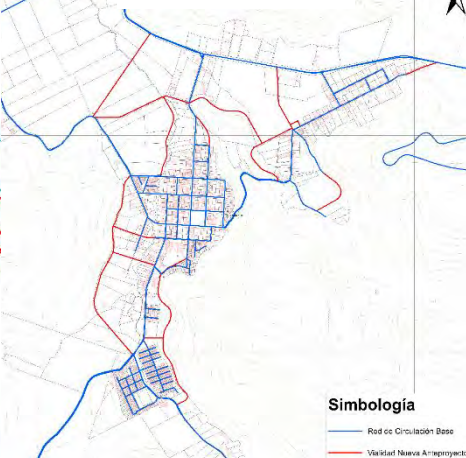 Simbología
Red de Circulación Base
Vialidad Nueva Anteproyecto